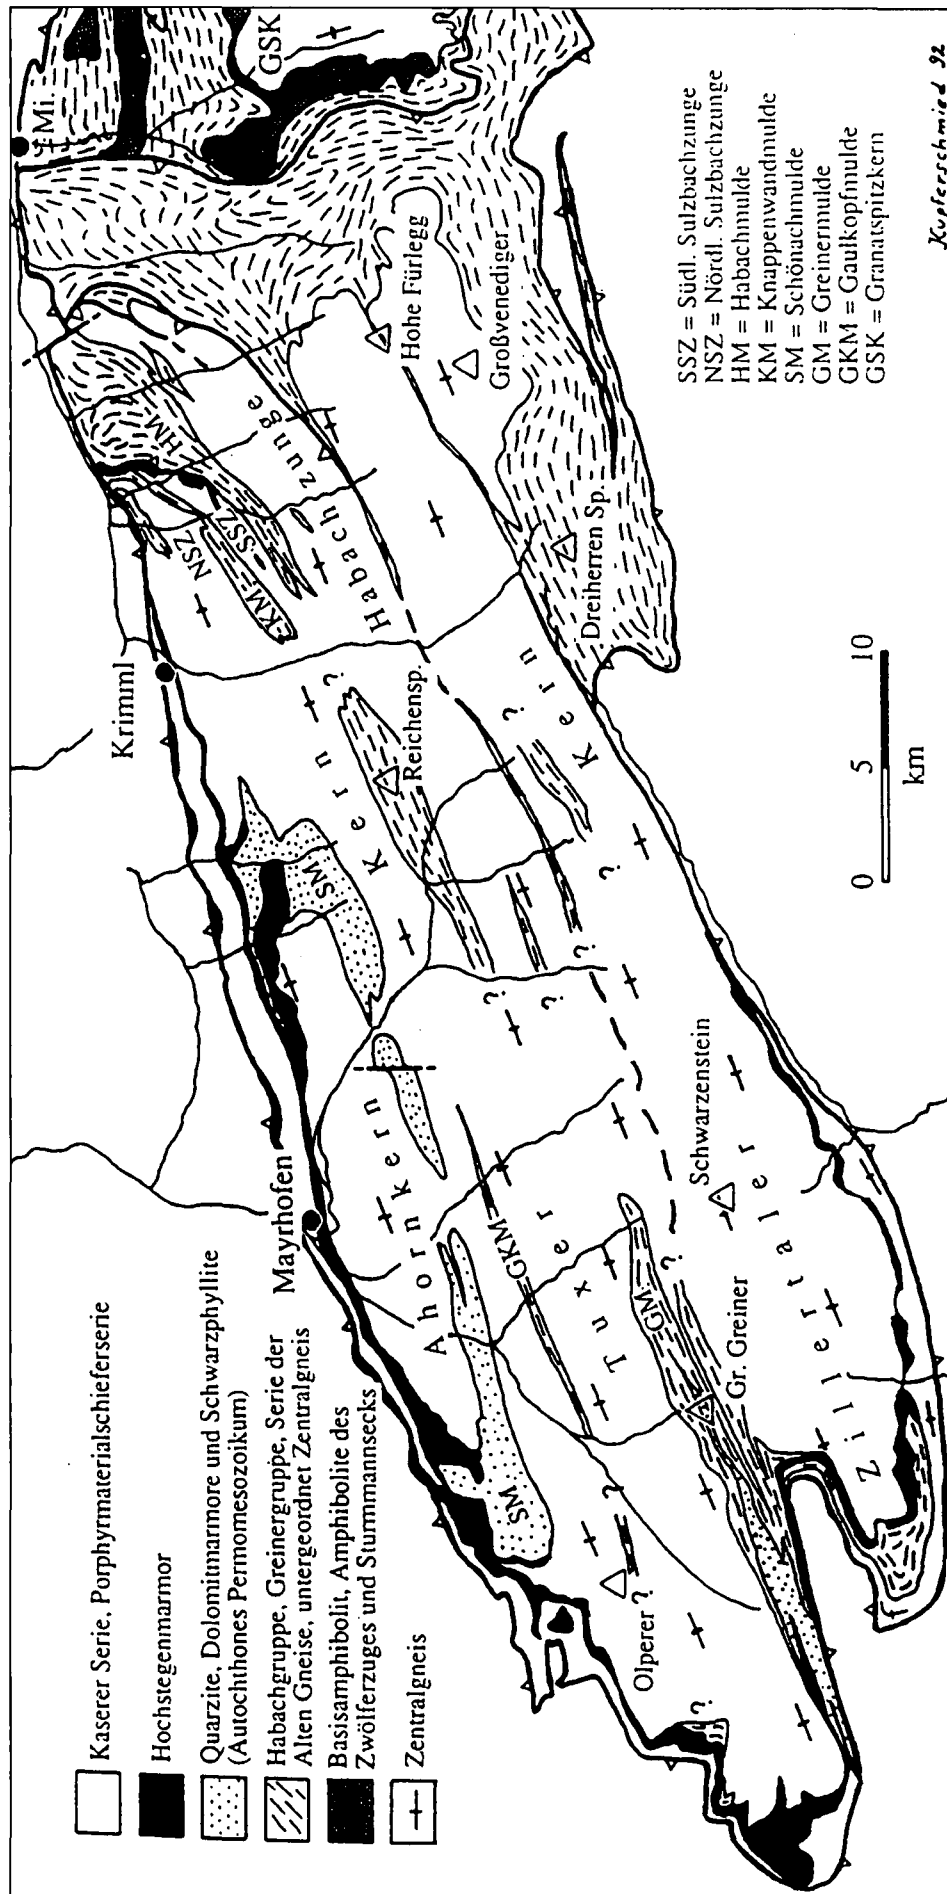 Kaserer Serie, Porphyrmaterialschieferserie
Hochstegenmarmor
Quarzite, Dolomitmarmore und Schwarzphyllite
(Autochthones Permomesozoikum)
Habachgruppe, Greinergruppe, Serie der
Alten Gneise, untergeordnet Zentralgneis
Basisamphibolit, Amphibolite des
Zwölferzuges und Sturmmannsecks
Zentralgneis
Mayrhofen
Krimml
Mi.
GSK
HM
NSZ
SSZ
KM
Habachzunge
Hohe Fürlegg
Großvenediger
SM
Kern
?
Reichensp.
Ahornkern
SM
GKM
?
?
?
?
?
Kern
Dreiherren Sp.
Olperer
?
?
?
Tuxer
GM
?
Gr. Greiner
Schwarzenstein
Zillertaler
f
0 5 10
km
SSZ = Südl. Sulzbachzunge
NSZ = Nördl. Sulzbachzunge
HM = Habachmulde
KM = Knappenwandmulde
SM = Schönachmulde
GM = Greinermulde
GKM = Gaulkopfmulde
GSK = Granatspitzkern
Kupferschmied 92